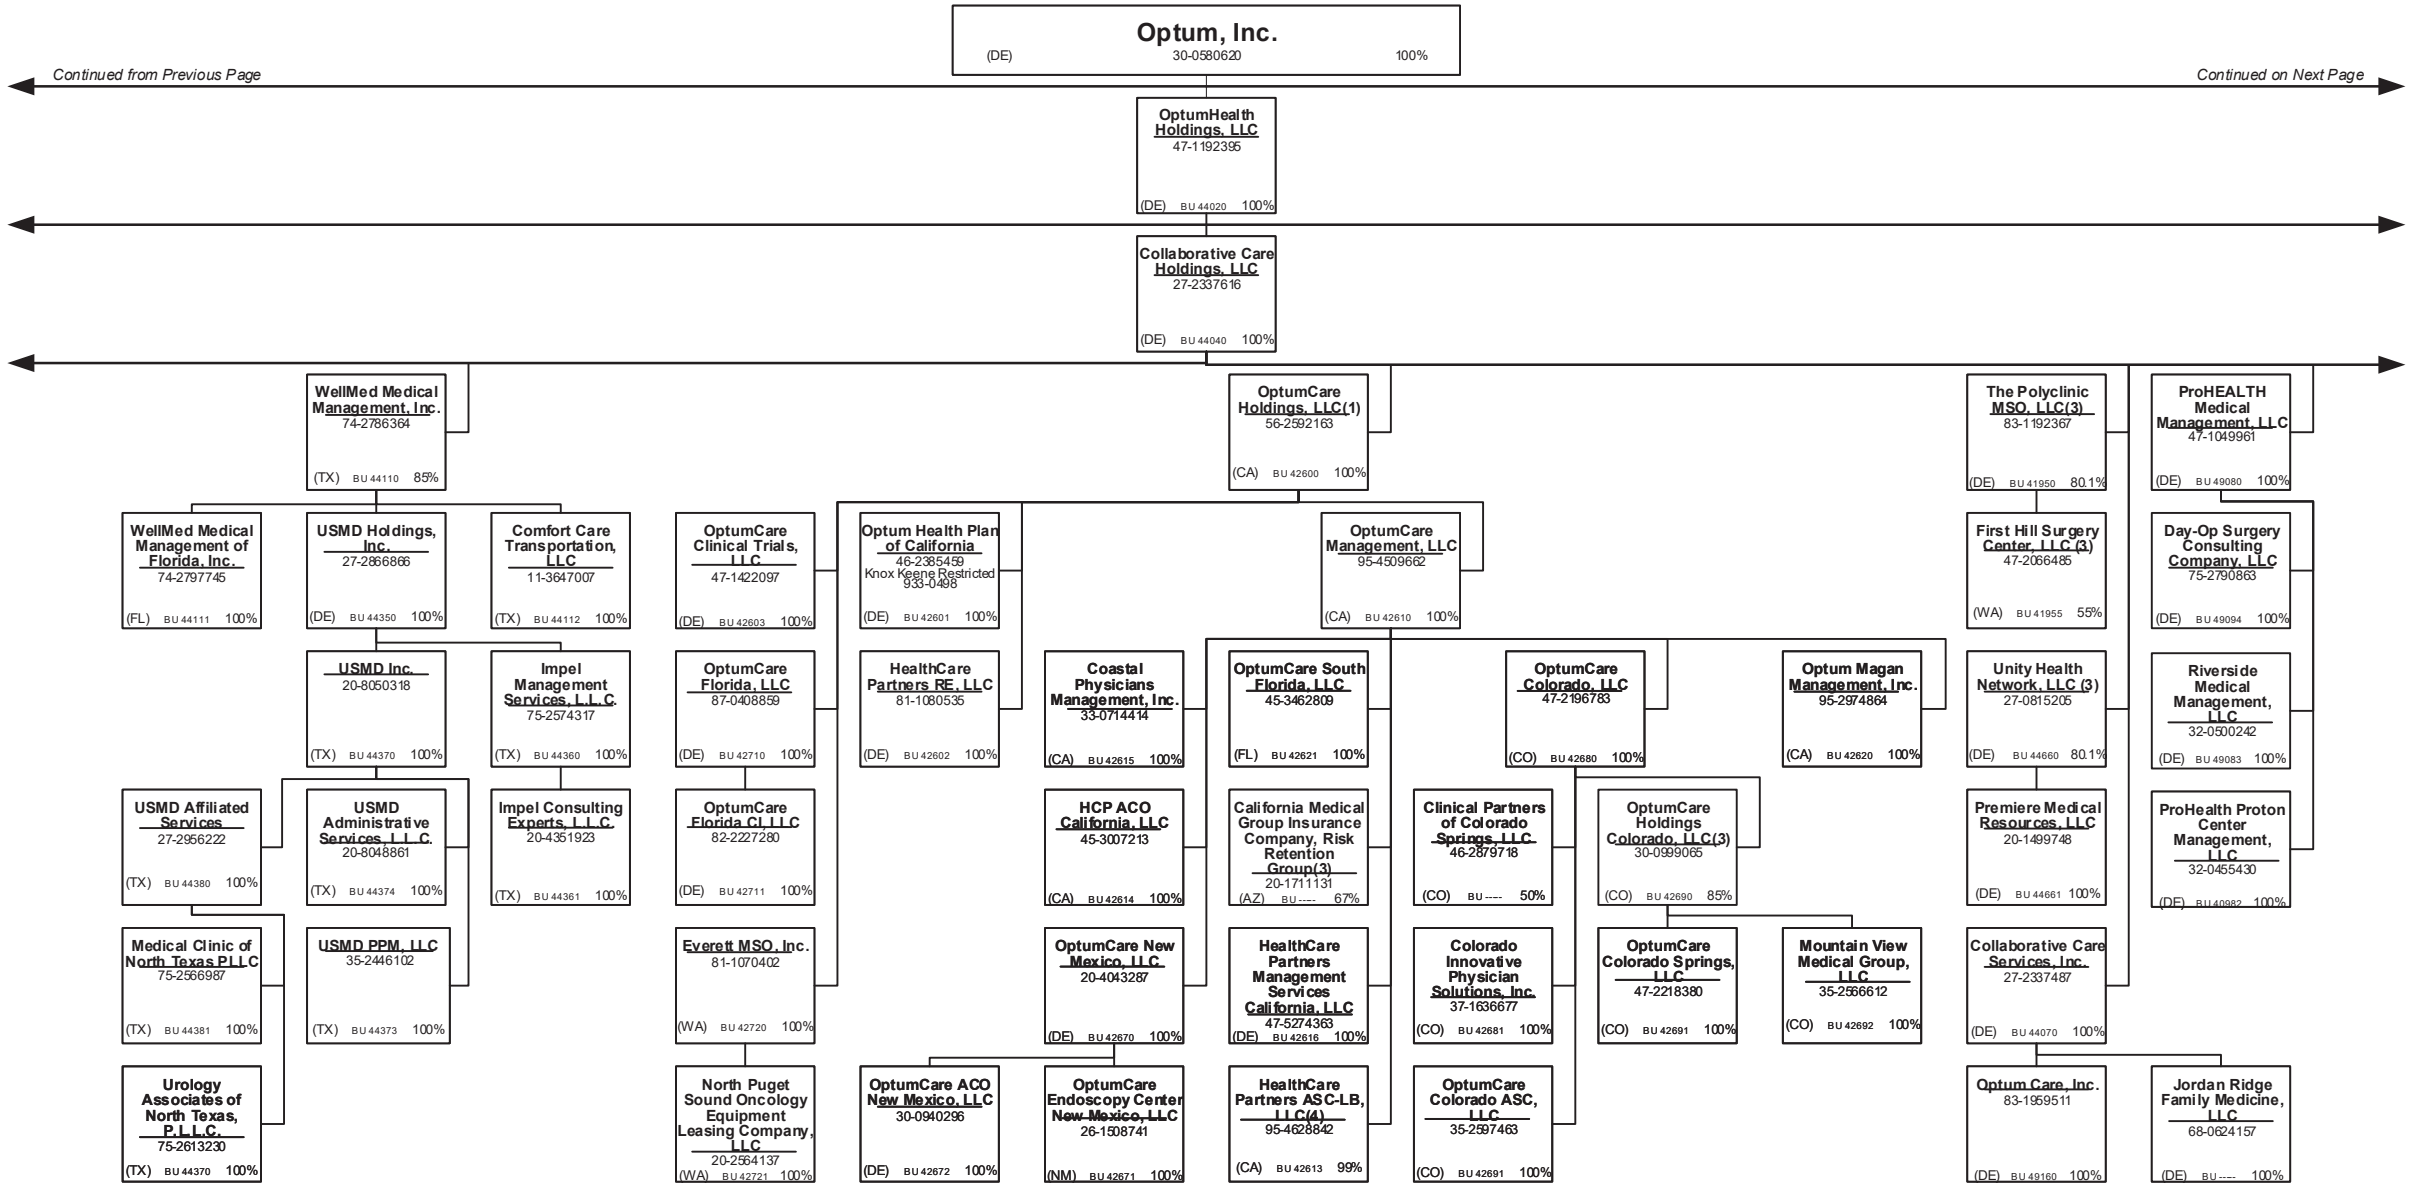 Optum, Inc.
(DE) 30-0580620 100%
Continued from Previous Page
Continued on Next Page
OptumHealth
Holdings, LLC
47-1192395
(DE) BU 44020 100%
Collaborative Care
Holdings, LLC
27-2337616
(DE) BU 44040 100%
WellMed Medical
Management, Inc.
74-2786364
(TX) BU 44110 85%
OptumCare
Holdings, LLC(1)
56-2592163
(CA) BU 42600 100%
The Polyclinic
MSO, LLC(3)
83-1192367
(DE) BU 41950 80.1%
ProHEALTH
Medical
Management, LLC
47-1049961
(DE) BU 49080 100%
WellMed Medical
Management of
Florida, Inc.
74-2797745
(FL) BU 44111 100%
USMD Holdings,
Inc.
27-2866866
(DE) BU 44350 100%
Comfort Care
Transportation,
LLC
11-3647007
(TX) BU 44112 100%
OptumCare
Clinical Trials,
LLC
47-1422097
(DE) BU 42603 100%
Optum Health Plan
of California
46-2385459
Knox Keene Restricted
933-0498
(DE) BU 42601 100%
OptumCare
Management, LLC
95-4509662
(CA) BU 42610 100%
First Hill Surgery
Center, LLC (3)
47-2066485
(WA) BU 41955 55%
Day-Op Surgery
Consulting
Company, LLC
75-2790863
(DE) BU 49094 100%
USMD Inc.
20-8050318
(TX) BU 44370 100%
Impel
Management
Services, L.L.C.
75-2574317
(TX) BU 44360 100%
OptumCare
Florida, LLC
87-0408859
(DE) BU 42710 100%
HealthCare
Partners RE, LLC
81-1080535
(DE) BU 42602 100%
Coastal
Physicians
Management, Inc.
33-0714414
(CA) BU 42615 100%
OptumCare South
Florida, LLC
45-3462809
(FL) BU 42621 100%
OptumCare
Colorado, LLC
47-2196783
(CO) BU 42680 100%
Optum Magan
Management, Inc.
95-2974864
(CA) BU 42620 100%
Unity Health
Network, LLC (3)
27-0815205
(DE) BU 44660 80.1%
Riverside
Medical
Management,
LLC
32-0500242
(DE) BU 49083 100%
USMD Affiliated
Services
27-2956222
(TX) BU 44380 100%
USMD
Administrative
Services, L.L.C.
20-8048861
(TX) BU 44374 100%
Impel Consulting
Experts, L.L.C.
20-4351923
(TX) BU 44361 100%
OptumCare
Florida CI, LLC
82-2227280
(DE) BU 42711 100%
HCP ACO
California, LLC
45-3007213
(CA) BU 42614 100%
California Medical
Group Insurance
Company, Risk
Retention
Group(3)
20-1711131
(AZ) BU ---- 67%
Clinical Partners
of Colorado
Springs, LLC
46-2879718
(CO) BU ---- 50%
OptumCare
Holdings
Colorado, LLC(3)
30-0999065
(CO) BU 42690 85%
Premiere Medical
Resources, LLC
20-1499748
(DE) BU 44661 100%
ProHealth Proton
Center
Management,
LLC
32-0455430
(DE) BU 40982 100%
Medical Clinic of
North Texas PLLC
75-2566987
(TX) BU 44381 100%
USMD PPM, LLC
35-2446102
(TX) BU 44373 100%
Everett MSO, Inc.
81-1070402
(WA) BU 42720 100%
OptumCare New
Mexico, LLC
20-4043287
(DE) BU 42670 100%
HealthCare
Partners
Management
Services
California, LLC
47-5274363
(DE) BU 42616 100%
Colorado
Innovative
Physician
Solutions, Inc.
37-1636677
(CO) BU 42681 100%
OptumCare
Colorado Springs,
LLC
47-2218380
(CO) BU 42691 100%
Mountain View
Medical Group,
LLC
35-2566612
(CO) BU 42692 100%
Collaborative Care
Services, Inc.
27-2337487
(DE) BU 44070 100%
Urology
Associates of
North Texas,
P.L.L.C.
75-2613230
(TX) BU 44370 100%
North Puget
Sound Oncology
Equipment
Leasing Company,
LLC
20-2564137
(WA) BU 42721 100%
OptumCare ACO
New Mexico, LLC
30-0940296
(DE) BU 42672 100%
OptumCare
Endoscopy Center
New Mexico, LLC
26-1508741
(NM) BU 42671 100%
HealthCare
Partners ASC-LB,
LLC(4)
95-4628842
(CA) BU 42613 99%
OptumCare
Colorado ASC,
LLC
35-2597463
(CO) BU 42691 100%
Optum Care, Inc.
83-1959511
(DE) BU 49160 100%
Jordan Ridge
Family Medicine,
LLC
68-0624157
(DE) BU ---- 100%